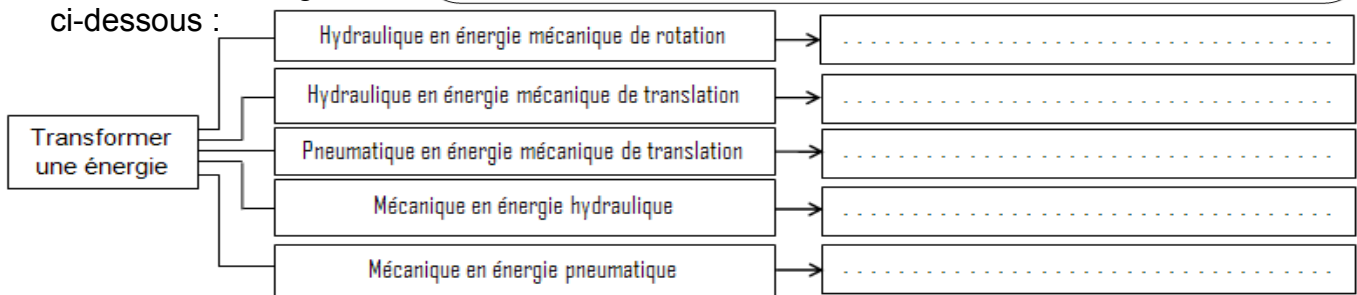 ci-dessous :
Hydraulique en énergie mécanique de rotation
Hydraulique en énergie mécanique de translation
Transformer
une énergie
Pneumatique en énergie mécanique de translation
Mécanique en énergie hydraulique
Mécanique en énergie pneumatique